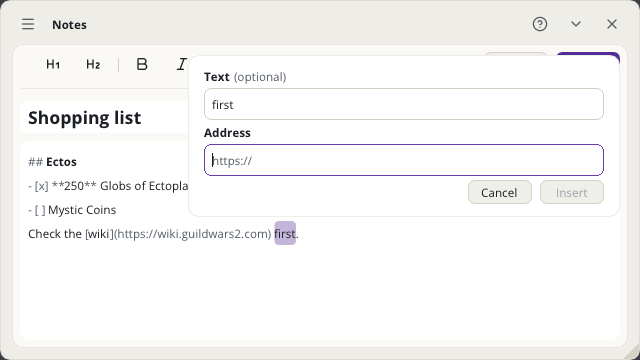 Notes
H1 H2 B I
Text (optional)
first
Address
https://
Cancel Insert
Shopping list
## Ectos
- [x] **250** Globs of Ectopla
- [ ] Mystic Coins
Check the [wiki](https://wiki.guildwars2.com) first.